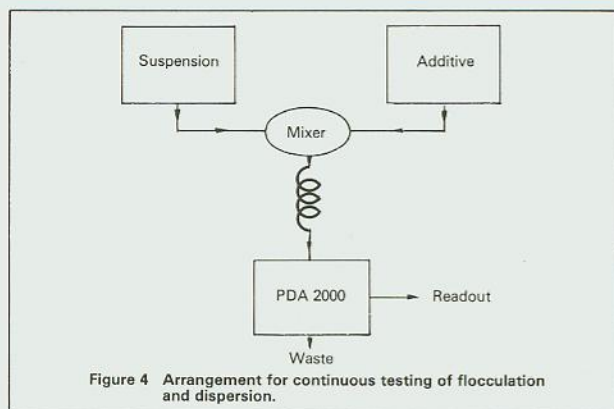 Suspension
Additive
Mixer
PDA 2000
Readout
Waste
Figure 4 Arrangement for continuous testing of flocculation
and dispersion.